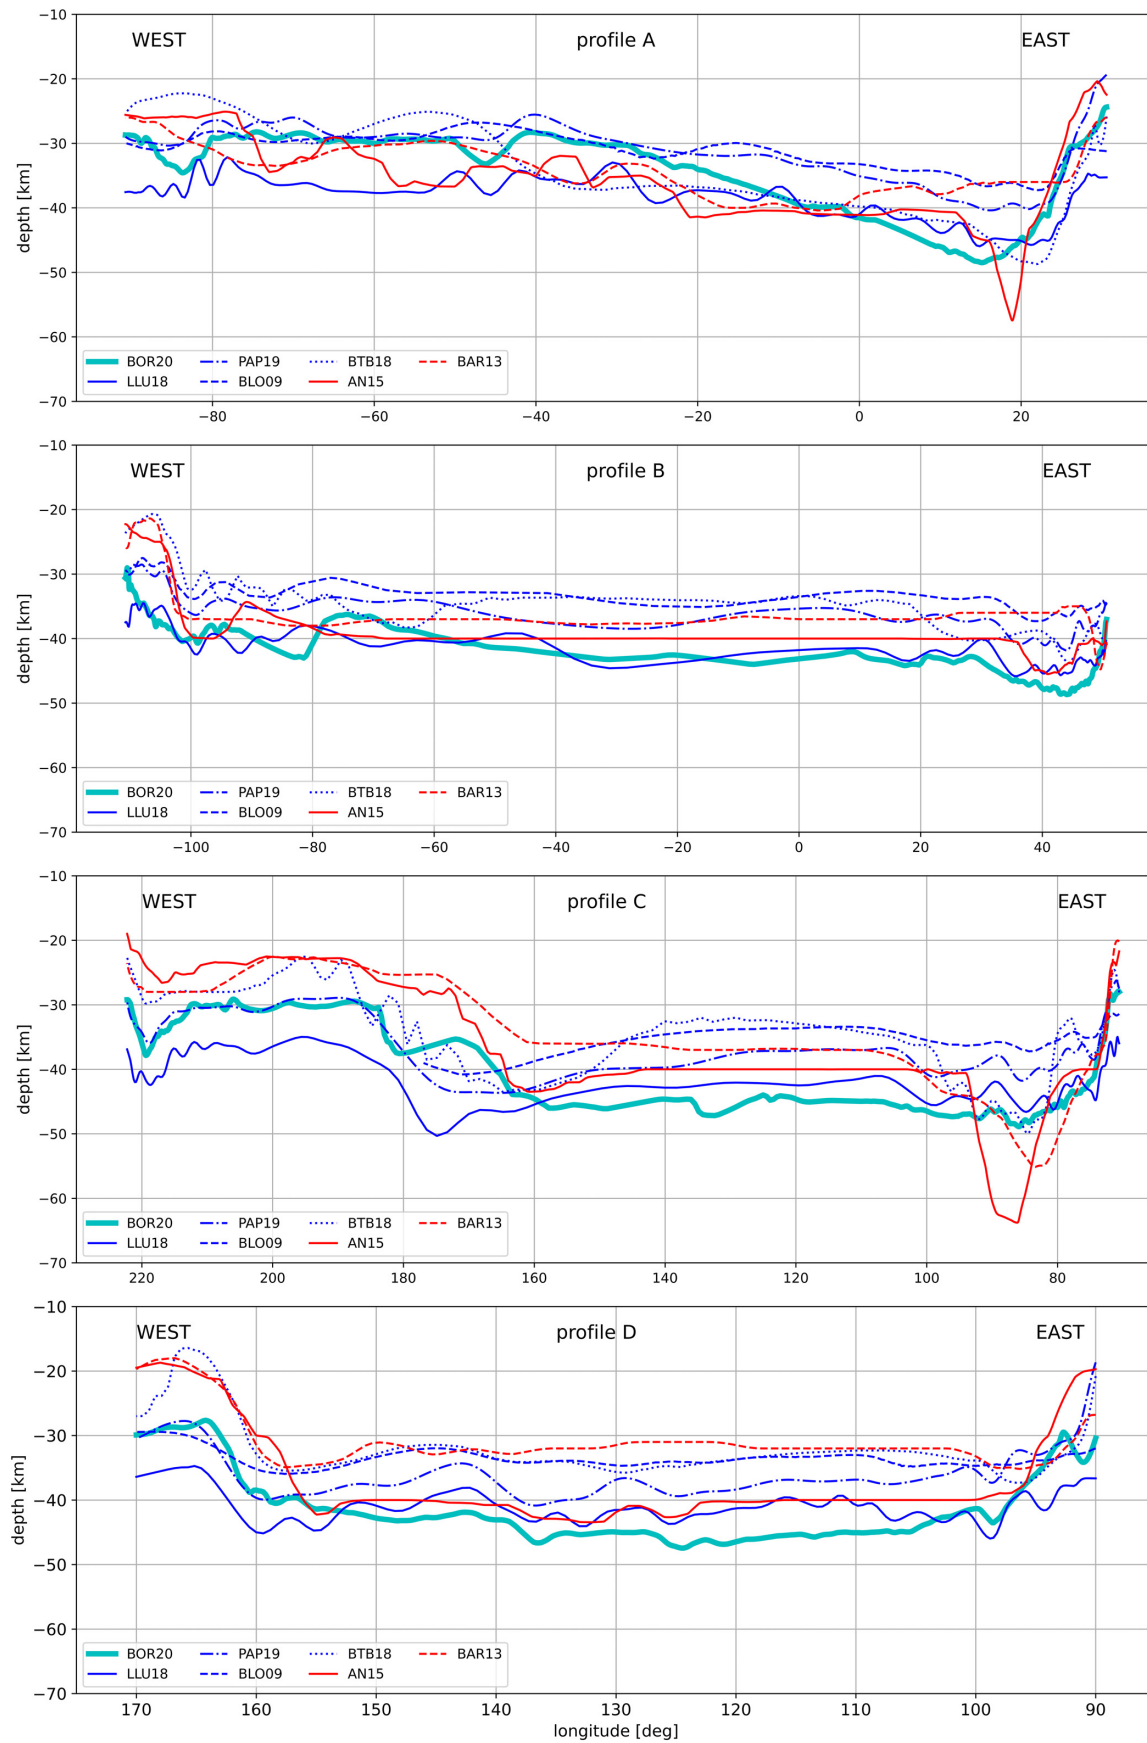 WEST profile A EAST
depth [km]
−10
−20
−30
−40
−50
−60
−70
BOR20 PAP19 BTB18 BAR13
LLU18 BLO09 AN15
−80 −60 −40 −20 0 20
WEST profile B EAST
depth [km]
−10
−20
−30
−40
−50
−60
−70
BOR20 PAP19 BTB18 BAR13
LLU18 BLO09 AN15
−100 −80 −60 −40 −20 0 20 40
WEST profile C EAST
depth [km]
−10
−20
−30
−40
−50
−60
−70
BOR20 PAP19 BTB18 BAR13
LLU18 BLO09 AN15
220 200 180 160 140 120 100 80
WEST profile D EAST
depth [km]
−10
−20
−30
−40
−50
−60
−70
BOR20 PAP19 BTB18 BAR13
LLU18 BLO09 AN15
170 160 150 140 130 120 110 100 90
longitude [deg]